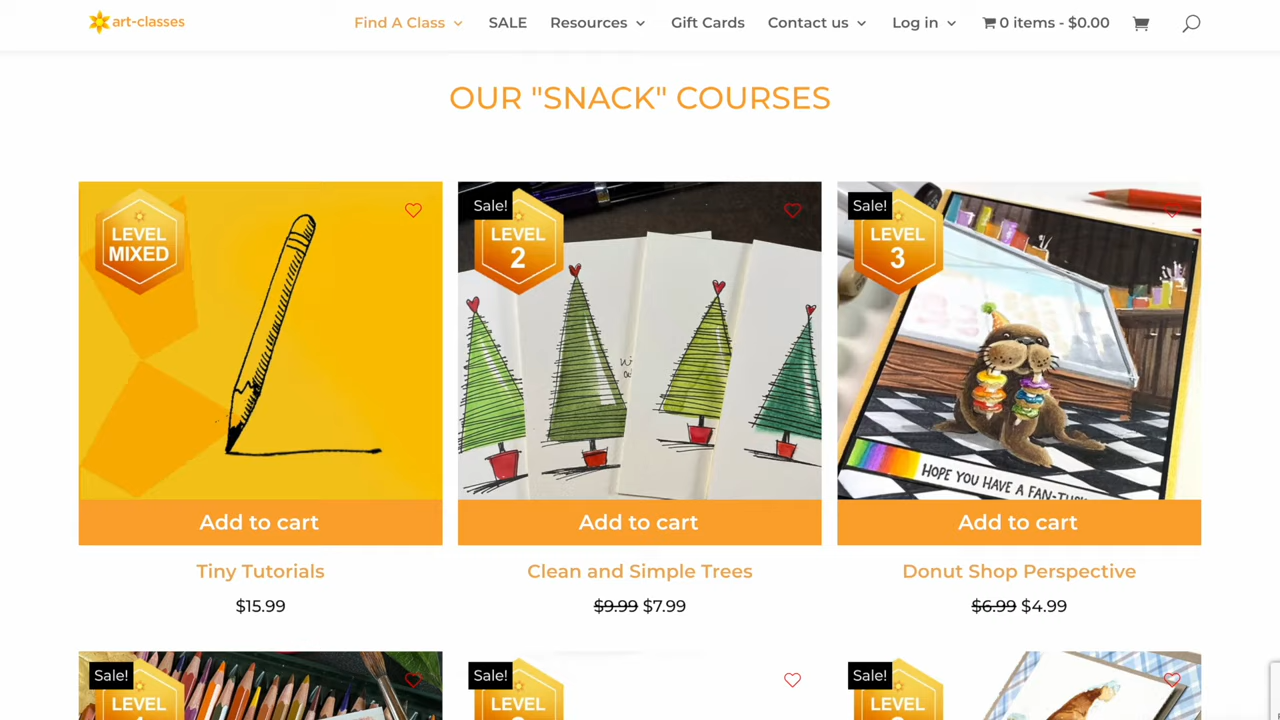 art-classes
Find A Class
SALE
Resources
Gift Cards
Contact us
Log in
0 items - $0.00
OUR "SNACK" COURSES
LEVEL
MIXED
Sale!
LEVEL
2
Sale!
LEVEL
3
HOPE YOU HAVE A FAN-TUSK
Add to cart
Add to cart
Add to cart
Tiny Tutorials
Clean and Simple Trees
Donut Shop Perspective
$15.99
$9.99 $7.99
$6.99 $4.99
Sale!
LEVEL
Sale!
LEVEL
Sale!
LEVEL